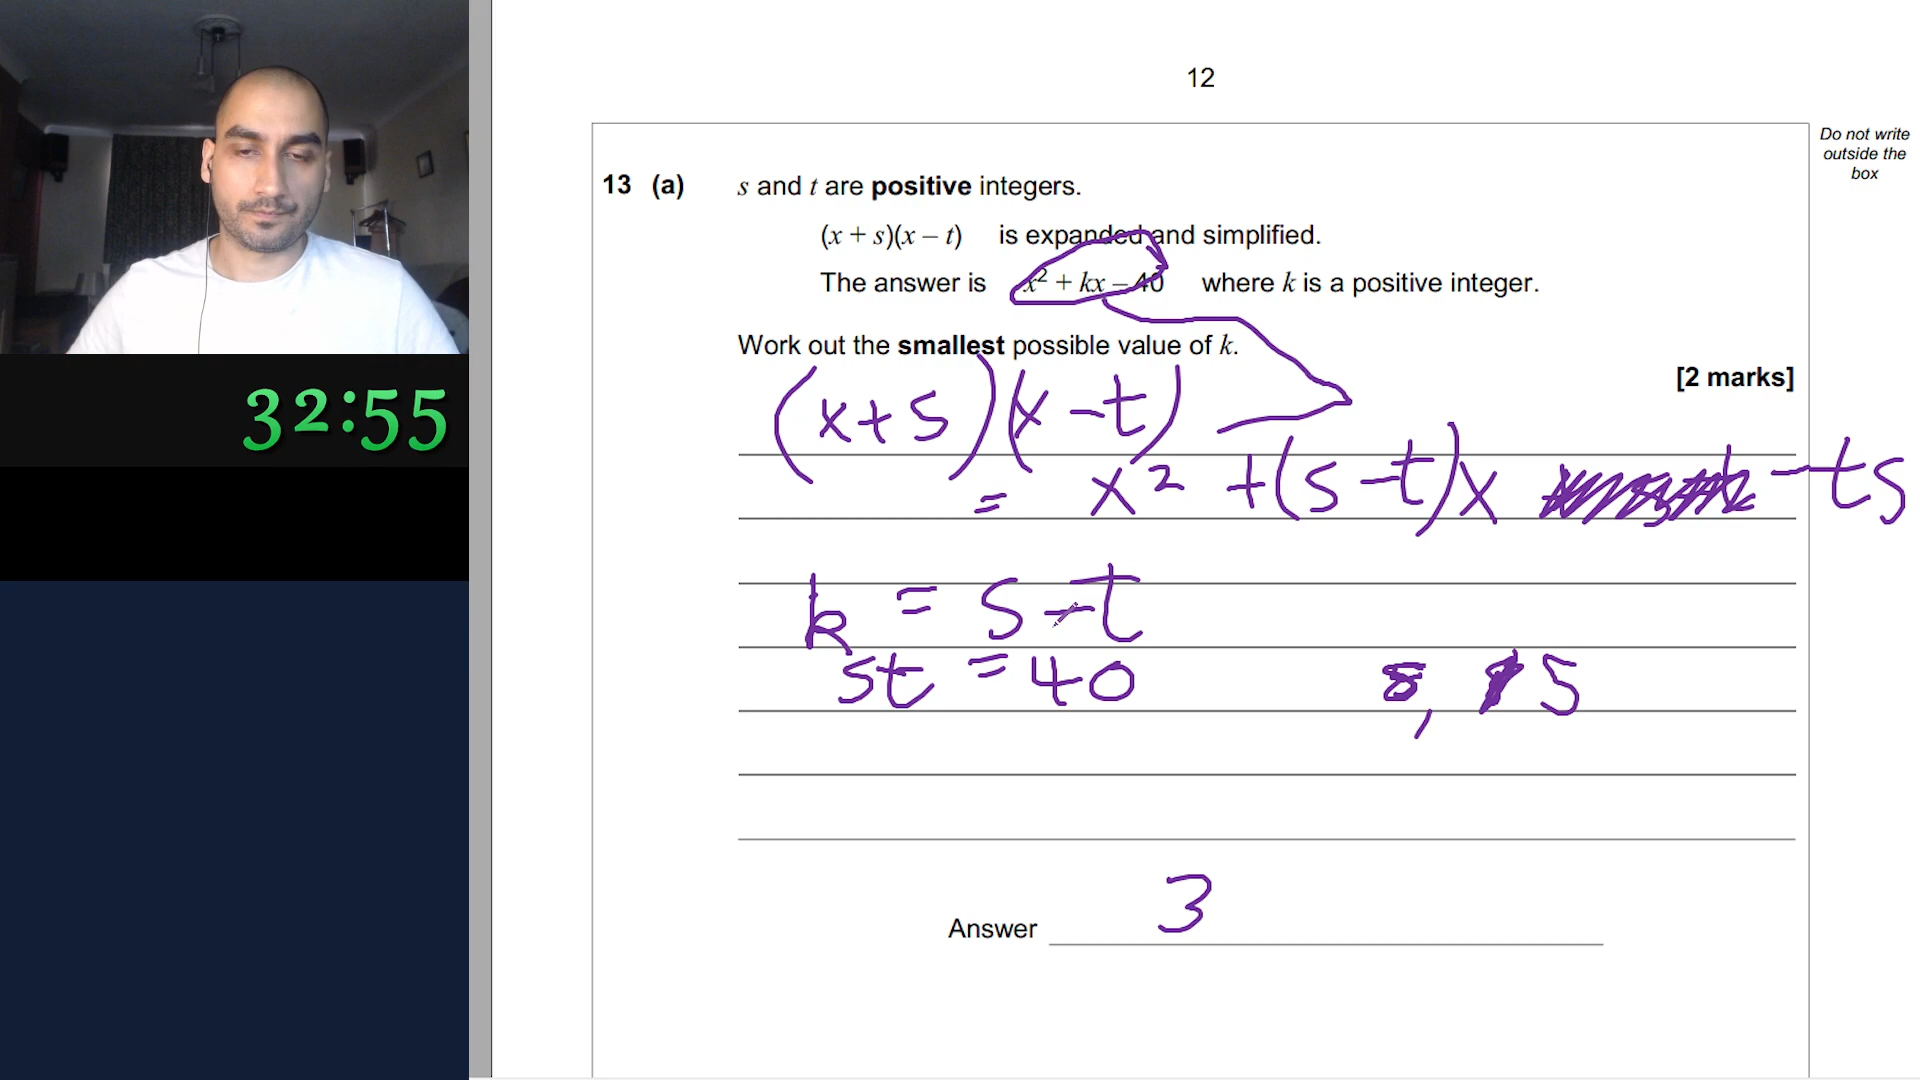 12
Do not write
outside the
box
13 (a) s and t are positive integers.
(x + s)(x – t) is expanded and simplified.
The answer is x² + kx – 40 where k is a positive integer.
Work out the smallest possible value of k.
[2 marks]
(x+s)(x-t)
= x² +(s-t)x -ts
32:55
k = s-t
st = 40 8, 5
Answer 3